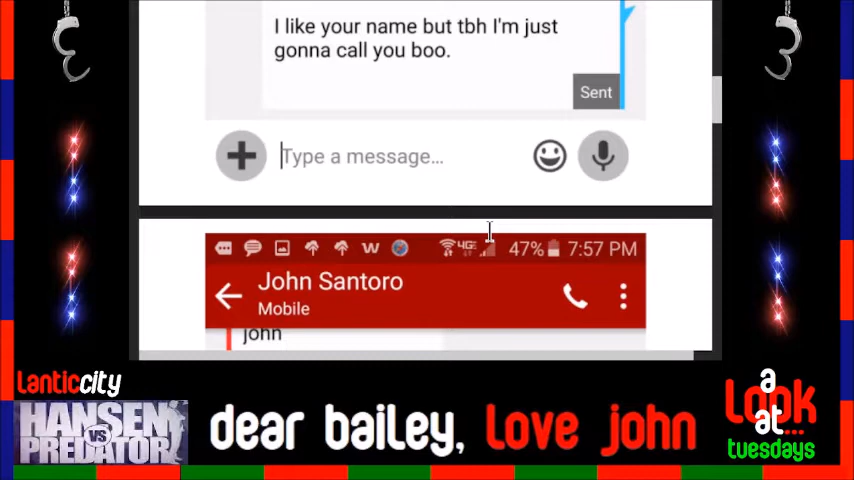 I like your name but tbh I'm just
gonna call you boo.
Sent
Type a message...
47% 7:57 PM
John Santoro
Mobile
john
Lanticcity
HANSEN
VS
PREDATOR
dear bailey, Love john
a
Look
at...
tuesdays